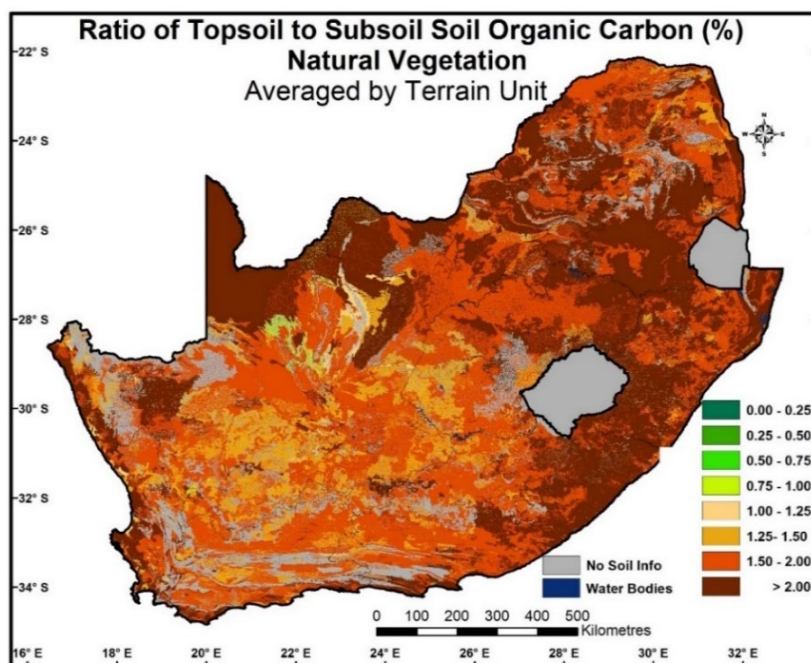 Ratio of Topsoil to Subsoil Soil Organic Carbon (%)
Natural Vegetation
Averaged by Terrain Unit
22° S
24° S
26° S
28° S
30° S
32° S
34° S
N
W E
S
0.00 - 0.25
0.25 - 0.50
0.50 - 0.75
0.75 - 1.00
1.00 - 1.25
1.25- 1.50
1.50 - 2.00
> 2.00
No Soil Info
Water Bodies
0 100 200 300 400 500
Kilometres
16° E 18° E 20° E 22° E 24° E 26° E 28° E 30° E 32° E